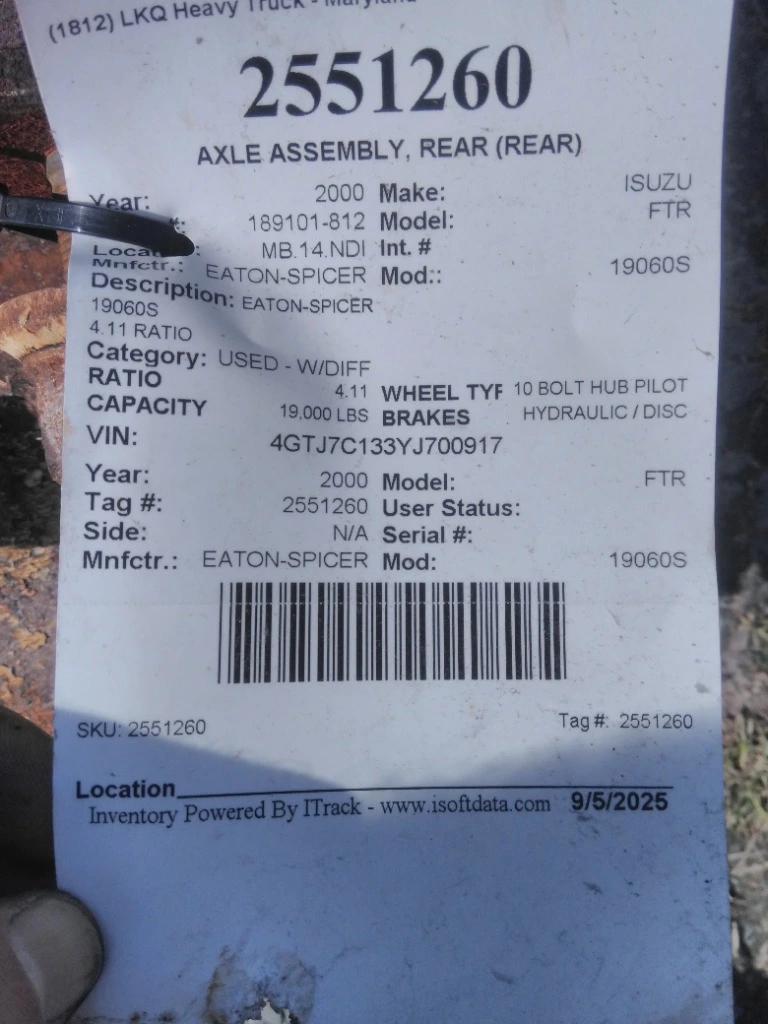 (1812) LKQ Heavy Truck - Maryland
2551260
AXLE ASSEMBLY, REAR (REAR)
Year: 2000 Make: ISUZU
#: 189101-812 Model: FTR
MB.14.NDI Int. #
Mnfctr.: EATON-SPICER Mod:: 19060S
Description: EATON-SPICER
19060S
4.11 RATIO
Category: USED - W/DIFF
RATIO 4.11 WHEEL TYP 10 BOLT HUB PILOT
CAPACITY 19,000 LBS BRAKES HYDRAULIC / DISC
VIN: 4GTJ7C133YJ700917
Year: 2000 Model: FTR
Tag #: 2551260 User Status:
Side: N/A Serial #:
Mnfctr.: EATON-SPICER Mod: 19060S
SKU: 2551260 Tag #: 2551260
Location
Inventory Powered By ITrack - www.isoftdata.com 9/5/2025